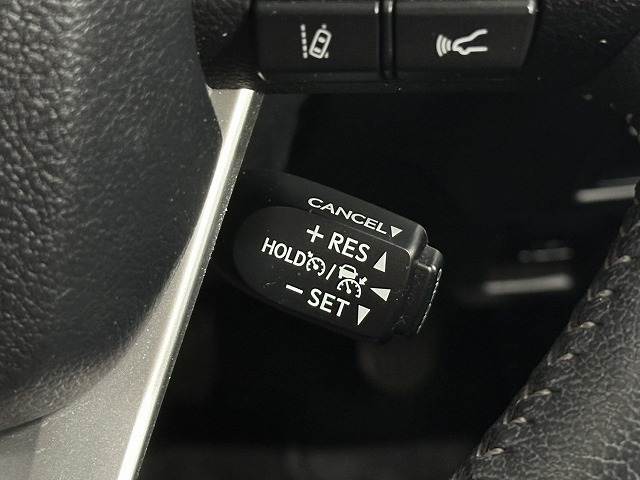 CANCEL▼
+ RES ▲
HOLD / ◀
− SET ▼